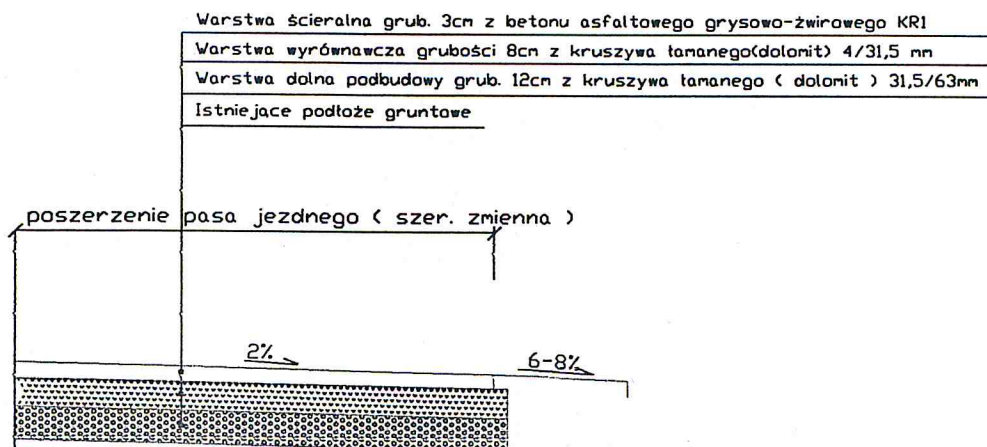 Warstwa ścieralna grub. 3cm z betonu asfaltowego grysowo-żwirowego KR1
Warstwa wyrównawcza grubości 8cm z kruszywa łamanego(dolomit) 4/31,5 mm
Warstwa dolna podbudowy grub. 12cm z kruszywa łamanego ( dolomit ) 31,5/63mm
Istniejące podłoże gruntowe
poszerzenie pasa jezdnego ( szer. zmienna )
2%
6-8%